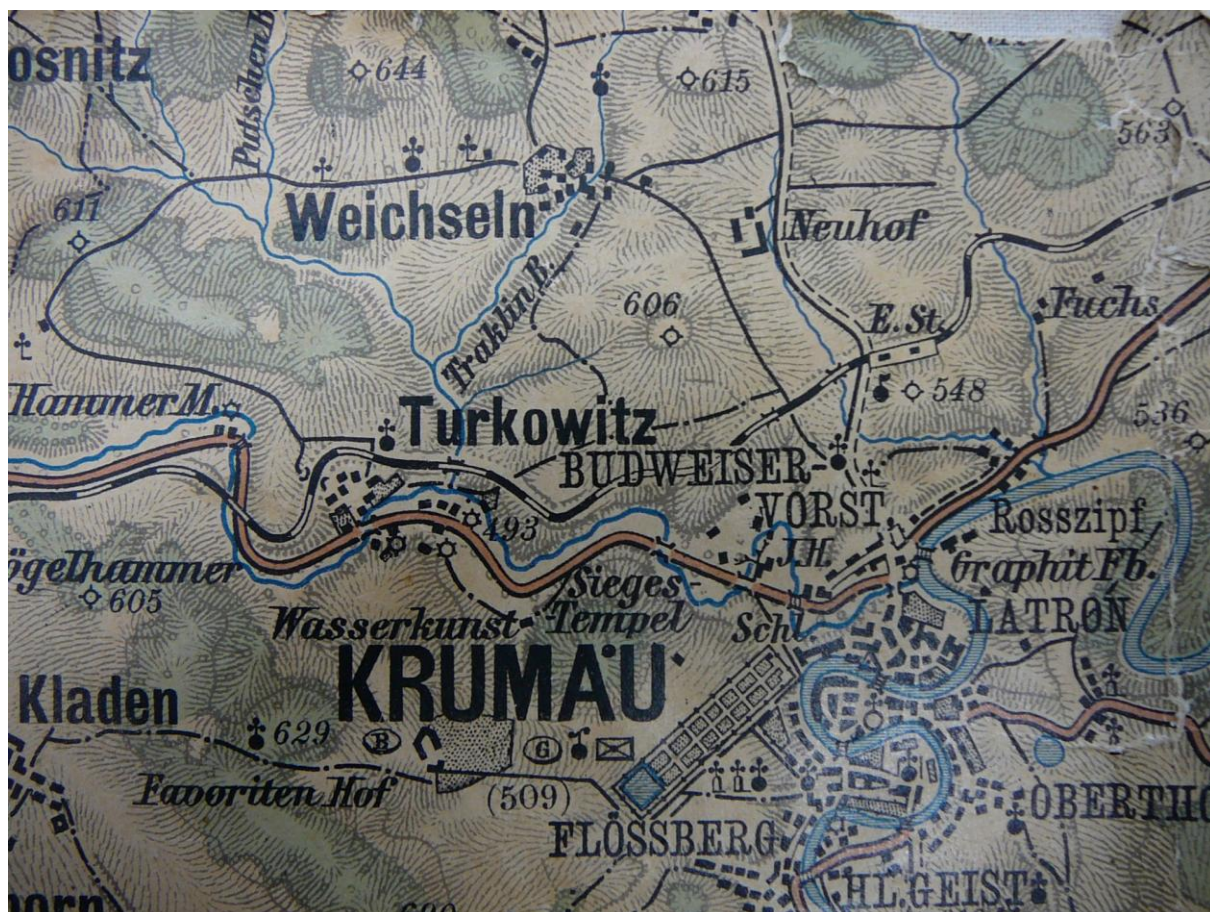 osnitz
Putschen B.
644
615
563
611
Weichseln
Neuhof
Traklin B.
606
E. St.
Fuchs
Hammer M.
548
536
Turkowitz
BUDWEISER-
VORST.
493
J.H.
Rosszipf
ögelhammer
605
Sieges-
Tempel
Graphit Fb.
LATRON
Wasserkunst
Schl.
KRUMAU
Kladen
629
B
G
Favoriten Hof
(509)
OBERTHO
FLÖSSBERG
HL. GEIST